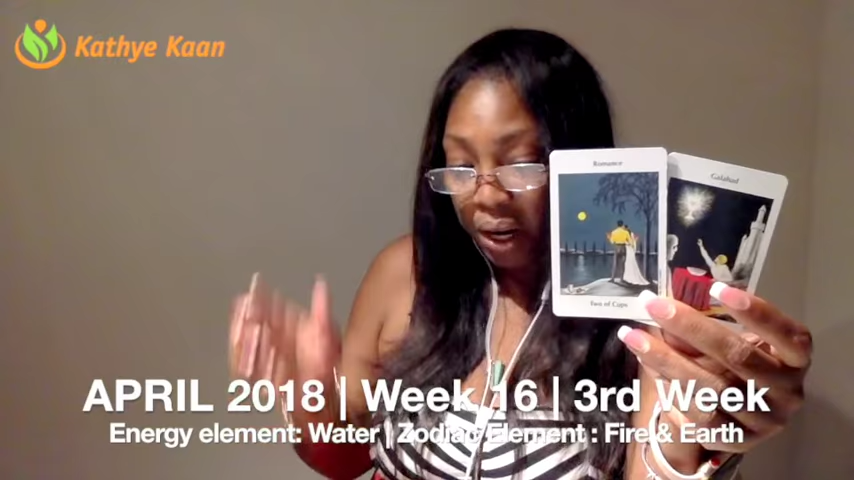 Kathye Kaan
Romance
Galahad
Two of Cups
APRIL 2018 | Week 16 | 3rd Week
Energy element: Water | Zodiac Element : Fire & Earth